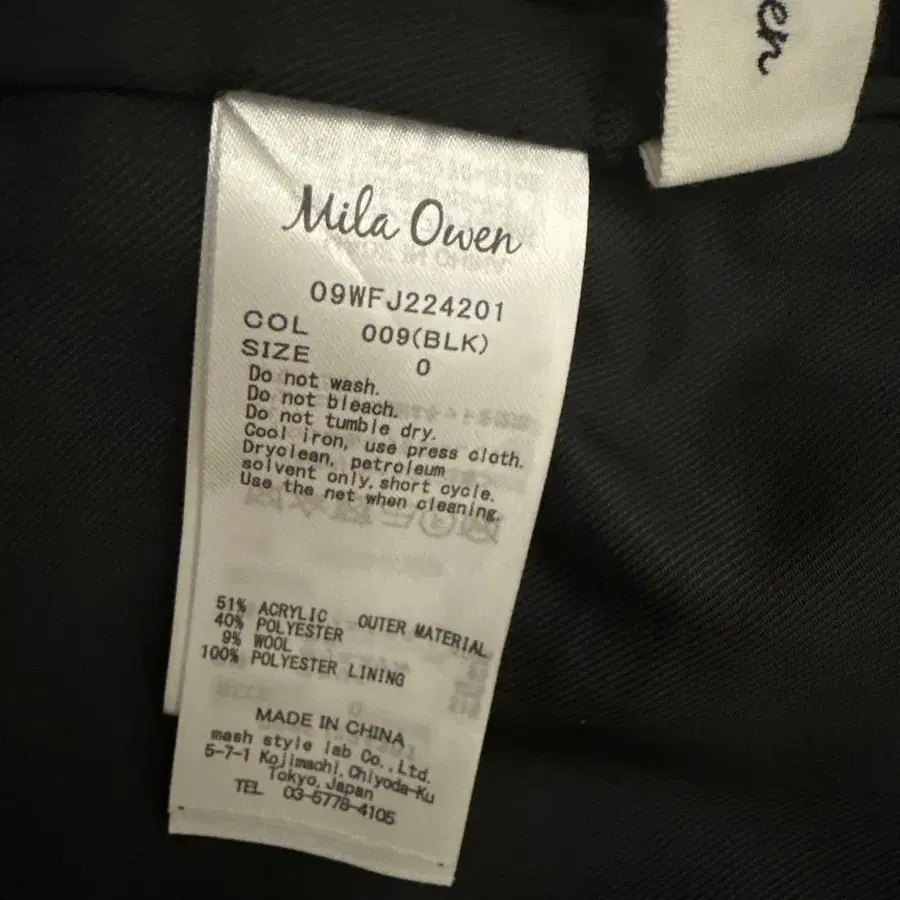 en
Mila Owen
09WFJ224201
COL 009(BLK)
SIZE 0
Do not wash.
Do not bleach.
Do not tumble dry.
Cool iron, use press cloth.
Dryclean, petroleum
solvent only, short cycle.
Use the net when cleaning.
51% ACRYLIC OUTER MATERIAL
40% POLYESTER
9% WOOL
100% POLYESTER LINING
MADE IN CHINA
mash style lab Co.,Ltd.
5-7-1 Kojimachi, Chiyoda-Ku
Tokyo, Japan
TEL 03-5778-4105